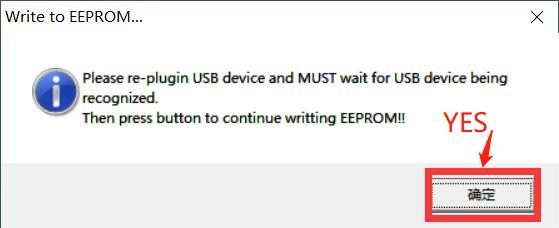 Write to EEPROM...
Please re-plugin USB device and MUST wait for USB device being
recognized.
Then press button to continue writting EEPROM!!
YES
确定